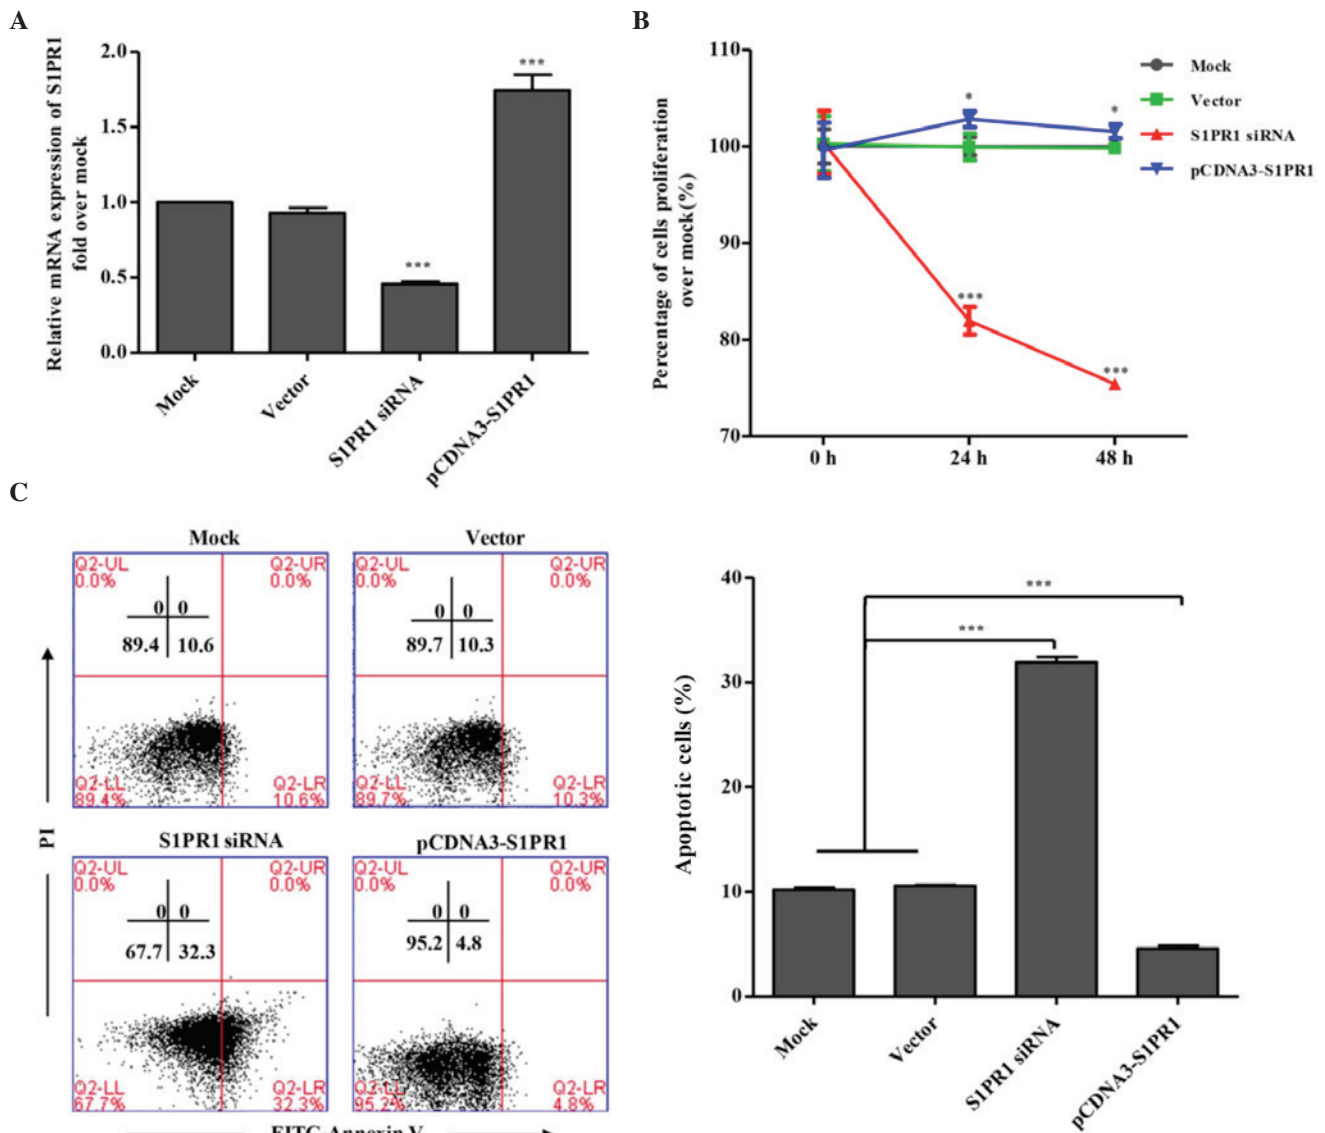 A
Relative mRNA expression of S1PR1
fold over mock
2.0
1.5
1.0
0.5
0.0
***
***
Mock
Vector
S1PR1 siRNA
pCDNA3-S1PR1
B
Percentage of cells proliferation
over mock(%)
110
100
90
80
70
*
*
***
***
0 h
24 h
48 h
Mock
Vector
S1PR1 siRNA
pCDNA3-S1PR1
C
Mock
Q2-UL
0.0%
Q2-UR
0.0%
0 0
89.4 10.6
Q2-LL
89.4%
Q2-LR
10.6%
Vector
Q2-UL
0.0%
Q2-UR
0.0%
0 0
89.7 10.3
Q2-LL
89.7%
Q2-LR
10.3%
S1PR1 siRNA
Q2-UL
0.0%
Q2-UR
0.0%
0 0
67.7 32.3
Q2-LL
67.7%
Q2-LR
32.3%
pCDNA3-S1PR1
Q2-UL
0.0%
Q2-UR
0.0%
0 0
95.2 4.8
Q2-LL
95.2%
Q2-LR
4.8%
PI
FITC Annexin V
Apoptotic cells (%)
40
30
20
10
0
***
***
Mock
Vector
S1PR1 siRNA
pCDNA3-S1PR1